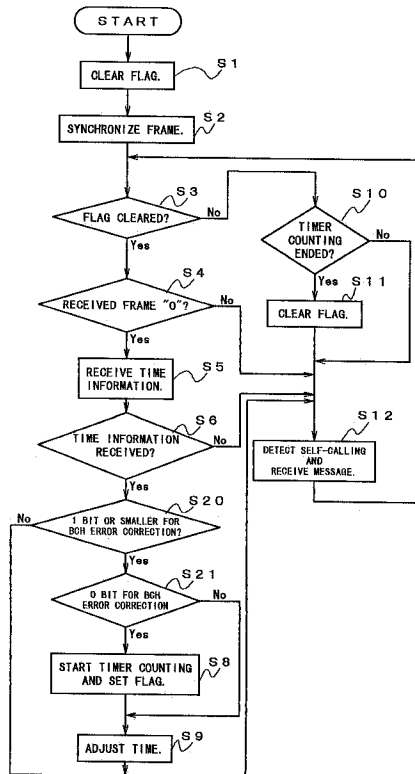 START
S1
CLEAR FLAG.
S2
SYNCHRONIZE FRAME.
S3
FLAG CLEARED?
No
Yes
S10
TIMER
COUNTING
ENDED?
No
Yes
S4
RECEIVED FRAME "0"?
No
Yes
S11
CLEAR FLAG.
S5
RECEIVE TIME
INFORMATION.
S6
TIME INFORMATION
RECEIVED?
No
Yes
S12
DETECT SELF-CALLING
AND
RECEIVE MESSAGE.
S20
1 BIT OR SMALLER FOR
BCH ERROR CORRECTION?
No
Yes
S21
0 BIT FOR BCH
ERROR CORRECTION
No
Yes
S8
START TIMER COUNTING
AND SET FLAG.
S9
ADJUST TIME.